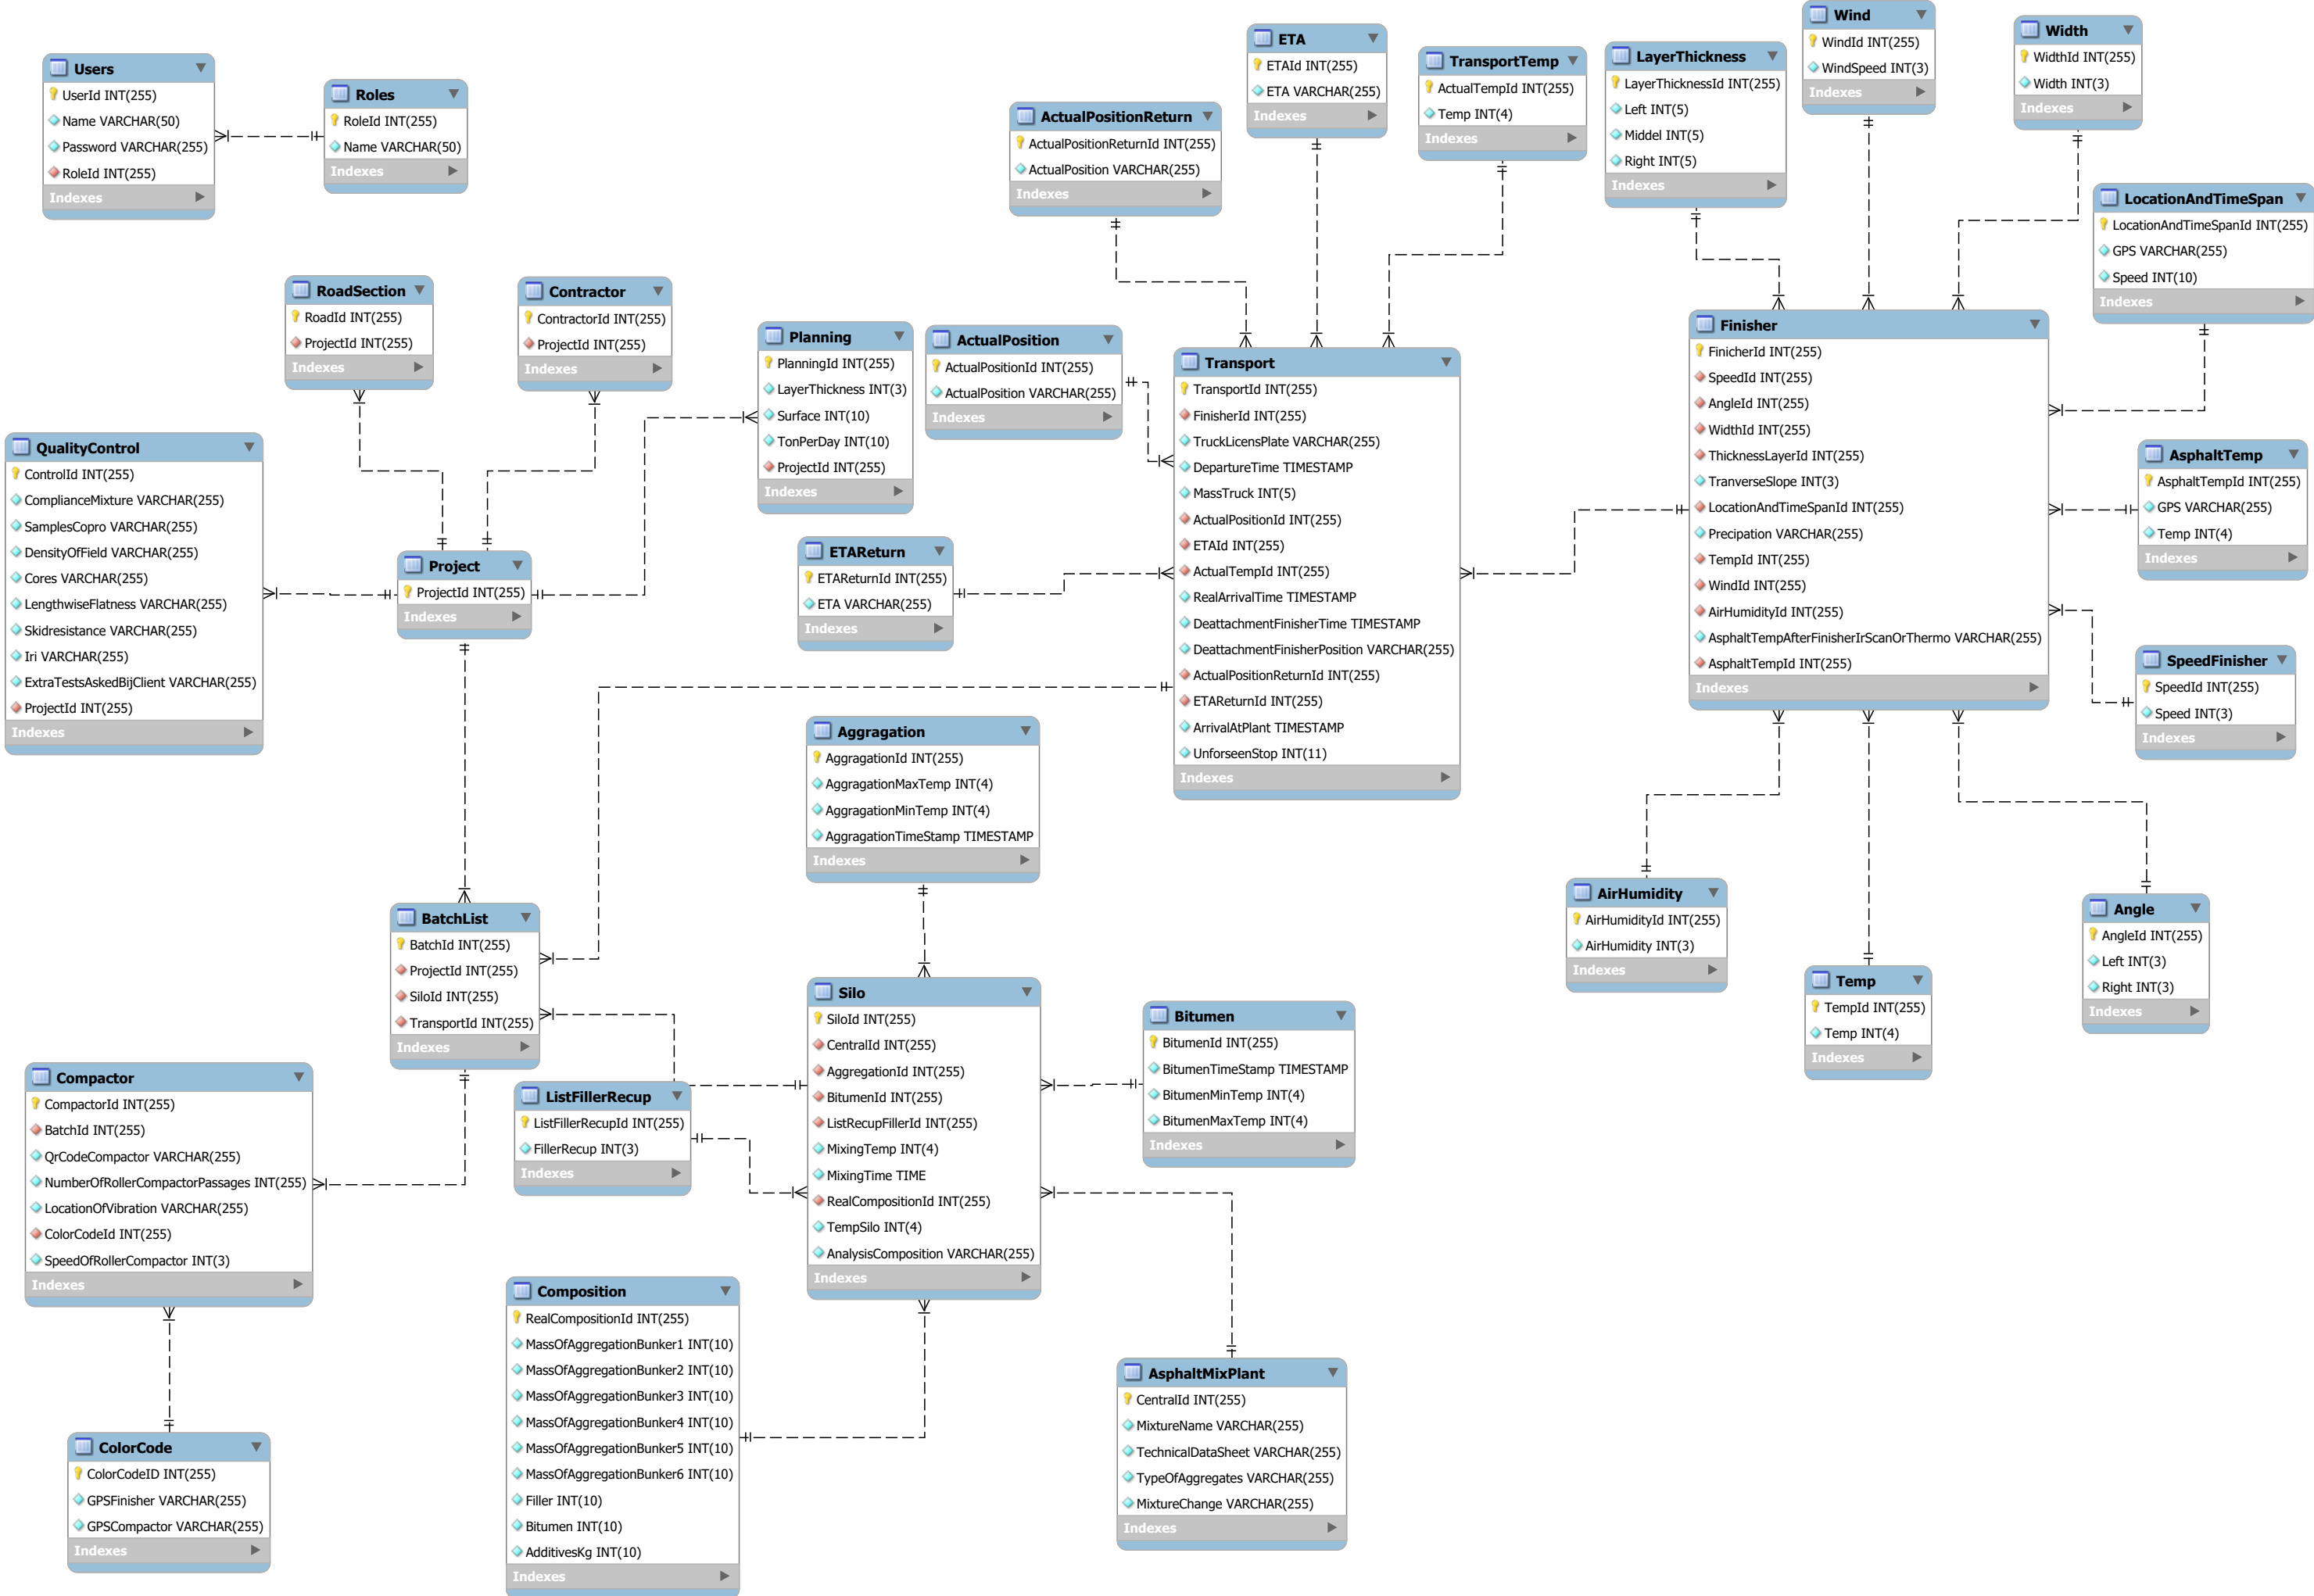 Users
UserId INT(255)
Name VARCHAR(50)
Password VARCHAR(255)
RoleId INT(255)
Indexes
Roles
RoleId INT(255)
Name VARCHAR(50)
Indexes
RoadSection
RoadId INT(255)
ProjectId INT(255)
Indexes
Contractor
ContractorId INT(255)
ProjectId INT(255)
Indexes
Planning
PlanningId INT(255)
LayerThickness INT(3)
Surface INT(10)
TonPerDay INT(10)
ProjectId INT(255)
Indexes
QualityControl
ControlId INT(255)
ComplianceMixture VARCHAR(255)
SamplesCopro VARCHAR(255)
DensityOfField VARCHAR(255)
Cores VARCHAR(255)
LengthwiseFlatness VARCHAR(255)
Skidresistance VARCHAR(255)
Iri VARCHAR(255)
ExtraTestsAskedBijClient VARCHAR(255)
ProjectId INT(255)
Indexes
Project
ProjectId INT(255)
Indexes
ActualPositionReturn
ActualPositionReturnId INT(255)
ActualPosition VARCHAR(255)
Indexes
ETA
ETAId INT(255)
ETA VARCHAR(255)
Indexes
TransportTemp
ActualTempId INT(255)
Temp INT(4)
Indexes
ActualPosition
ActualPositionId INT(255)
ActualPosition VARCHAR(255)
Indexes
ETAReturn
ETAReturnId INT(255)
ETA VARCHAR(255)
Indexes
Transport
TransportId INT(255)
FinisherId INT(255)
TruckLicensPlate VARCHAR(255)
DepartureTime TIMESTAMP
MassTruck INT(5)
ActualPositionId INT(255)
ETAId INT(255)
ActualTempId INT(255)
RealArrivalTime TIMESTAMP
DeattachmentFinisherTime TIMESTAMP
DeattachmentFinisherPosition VARCHAR(255)
ActualPositionReturnId INT(255)
ETAReturnId INT(255)
ArrivalAtPlant TIMESTAMP
UnforseenStop INT(11)
Indexes
LayerThickness
LayerThicknessId INT(255)
Left INT(5)
Middel INT(5)
Right INT(5)
Indexes
Wind
WindId INT(255)
WindSpeed INT(3)
Indexes
Width
WidthId INT(255)
Width INT(3)
Indexes
LocationAndTimeSpan
LocationAndTimeSpanId INT(255)
GPS VARCHAR(255)
Speed INT(10)
Indexes
Finisher
FinicherId INT(255)
SpeedId INT(255)
AngleId INT(255)
WidthId INT(255)
ThicknessLayerId INT(255)
TranverseSlope INT(3)
LocationAndTimeSpanId INT(255)
Precipation VARCHAR(255)
TempId INT(255)
WindId INT(255)
AirHumidityId INT(255)
AsphaltTempAfterFinisherIrScanOrThermo VARCHAR(255)
AsphaltTempId INT(255)
Indexes
AsphaltTemp
AsphaltTempId INT(255)
GPS VARCHAR(255)
Temp INT(4)
Indexes
SpeedFinisher
SpeedId INT(255)
Speed INT(3)
Indexes
AirHumidity
AirHumidityId INT(255)
AirHumidity INT(3)
Indexes
Temp
TempId INT(255)
Temp INT(4)
Indexes
Angle
AngleId INT(255)
Left INT(3)
Right INT(3)
Indexes
Aggragation
AggragationId INT(255)
AggragationMaxTemp INT(4)
AggragationMinTemp INT(4)
AggragationTimeStamp TIMESTAMP
Indexes
BatchList
BatchId INT(255)
ProjectId INT(255)
SiloId INT(255)
TransportId INT(255)
Indexes
Silo
SiloId INT(255)
CentralId INT(255)
AggregationId INT(255)
BitumenId INT(255)
ListRecupFillerId INT(255)
MixingTemp INT(4)
MixingTime TIME
RealCompositionId INT(255)
TempSilo INT(4)
AnalysisComposition VARCHAR(255)
Indexes
Bitumen
BitumenId INT(255)
BitumenTimeStamp TIMESTAMP
BitumenMinTemp INT(4)
BitumenMaxTemp INT(4)
Indexes
ListFillerRecup
ListFillerRecupId INT(255)
FillerRecup INT(3)
Indexes
Compactor
CompactorId INT(255)
BatchId INT(255)
QrCodeCompactor VARCHAR(255)
NumberOfRollerCompactorPassages INT(255)
LocationOfVibration VARCHAR(255)
ColorCodeId INT(255)
SpeedOfRollerCompactor INT(3)
Indexes
ColorCode
ColorCodeID INT(255)
GPSFinisher VARCHAR(255)
GPSCompactor VARCHAR(255)
Indexes
Composition
RealCompositionId INT(255)
MassOfAggregationBunker1 INT(10)
MassOfAggregationBunker2 INT(10)
MassOfAggregationBunker3 INT(10)
MassOfAggregationBunker4 INT(10)
MassOfAggregationBunker5 INT(10)
MassOfAggregationBunker6 INT(10)
Filler INT(10)
Bitumen INT(10)
AdditivesKg INT(10)
Indexes
AsphaltMixPlant
CentralId INT(255)
MixtureName VARCHAR(255)
TechnicalDataSheet VARCHAR(255)
TypeOfAggregates VARCHAR(255)
MixtureChange VARCHAR(255)
Indexes